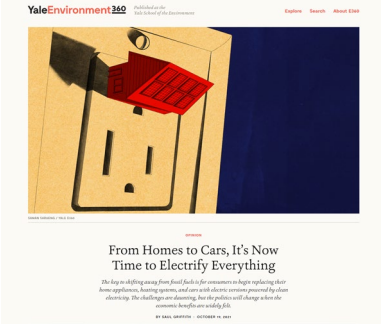 YaleEnvironment360
Published at the
Yale School of the Environment
Explore Search About E360
OPINION
From Homes to Cars, It's Now
Time to Electrify Everything
The key to shifting away from fossil fuels is for consumers to begin replacing their
home appliances, heating systems, and cars with electric versions powered by clean
electricity. The challenges are daunting, but the politics will change when the
economic benefits are widely felt.
BY SAUL GRIFFITH • OCTOBER 19, 2021